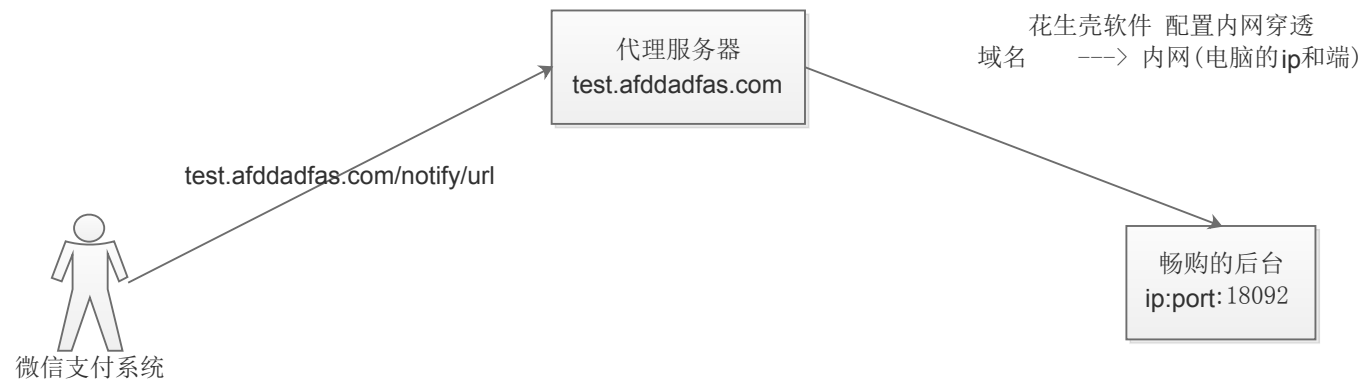 花生壳软件 配置内网穿透
域名 ---> 内网(电脑的ip和端)
代理服务器
test.afddadfas.com
test.afddadfas.com/notify/url
畅购的后台
ip:port:18092
微信支付系统